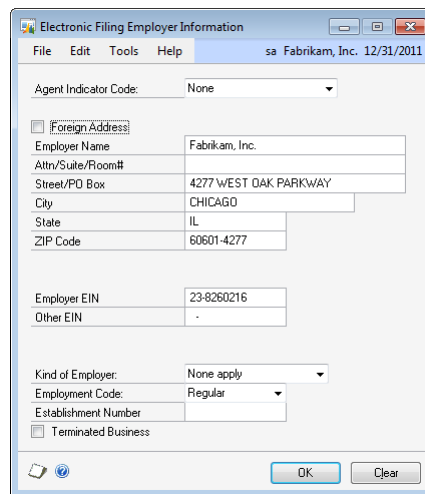 Electronic Filing Employer Information
File Edit Tools Help sa Fabrikam, Inc. 12/31/2011
Agent Indicator Code: None
Foreign Address
Employer Name Fabrikam, Inc.
Attn/Suite/Room#
Street/PO Box 4277 WEST OAK PARKWAY
City CHICAGO
State IL
ZIP Code 60601-4277
Employer EIN 23-8260216
Other EIN -
Kind of Employer: None apply
Employment Code: Regular
Establishment Number
Terminated Business
OK Clear